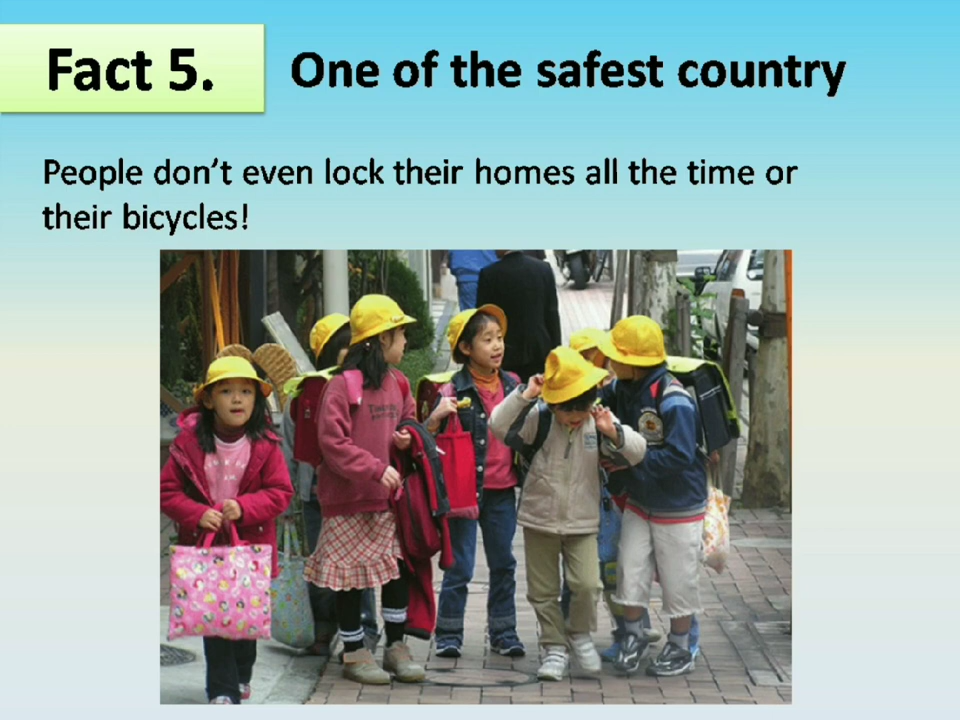 Fact 5.
One of the safest country
People don't even lock their homes all the time or
their bicycles!